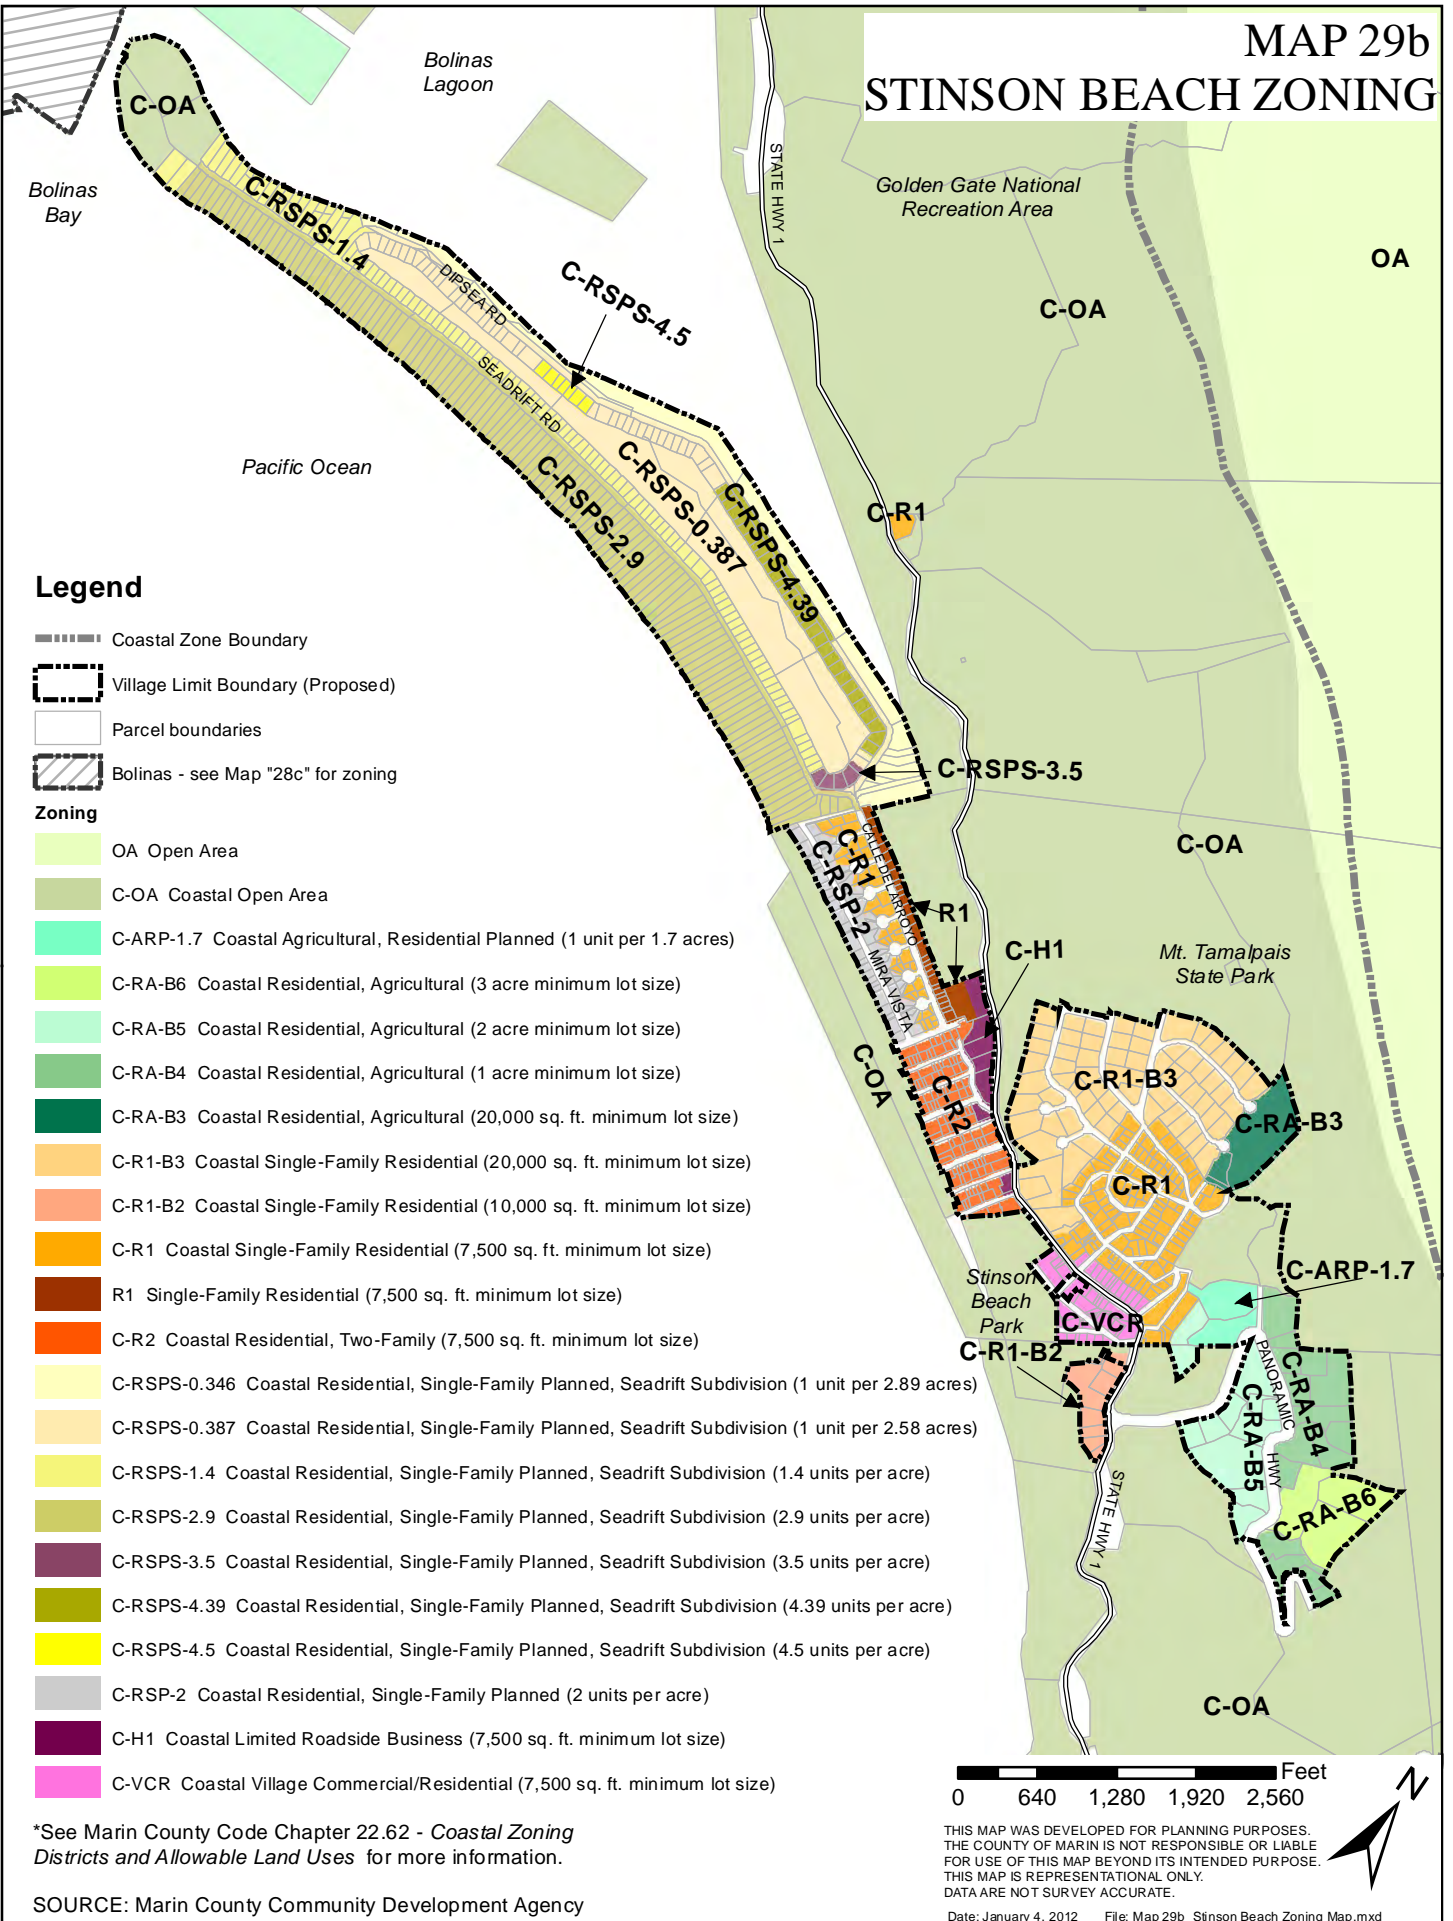 MAP 29b
STINSON BEACH ZONING
Bolinas
Lagoon
C-OA
Bolinas
Bay
STATE HWY 1
Golden Gate National
Recreation Area
OA
C-RSPS-1.4
DIPSEA RD
C-RSPS-4.5
C-OA
SEADRIFT RD
Pacific Ocean
C-RSPS-2.9
C-RSPS-0.387
C-RSPS-4.39
C-R1
C-RSPS-3.5
C-OA
C-R1
CALLE DEL ARROYO
C-RSP-2
R1
MIRA VISTA
C-H1
Mt. Tamalpais
State Park
C-OA
C-R2
C-R1-B3
C-RA-B3
C-R1
Stinson
Beach
Park
C-ARP-1.7
C-VCR
C-R1-B2
PANORAMIC
HWY
C-RA-B4
C-RA-B5
C-RA-B6
STATE HWY 1
C-OA
Legend
Coastal Zone Boundary
Village Limit Boundary (Proposed)
Parcel boundaries
Bolinas - see Map "28c" for zoning
Zoning
OA Open Area
C-OA Coastal Open Area
C-ARP-1.7 Coastal Agricultural, Residential Planned (1 unit per 1.7 acres)
C-RA-B6 Coastal Residential, Agricultural (3 acre minimum lot size)
C-RA-B5 Coastal Residential, Agricultural (2 acre minimum lot size)
C-RA-B4 Coastal Residential, Agricultural (1 acre minimum lot size)
C-RA-B3 Coastal Residential, Agricultural (20,000 sq. ft. minimum lot size)
C-R1-B3 Coastal Single-Family Residential (20,000 sq. ft. minimum lot size)
C-R1-B2 Coastal Single-Family Residential (10,000 sq. ft. minimum lot size)
C-R1 Coastal Single-Family Residential (7,500 sq. ft. minimum lot size)
R1 Single-Family Residential (7,500 sq. ft. minimum lot size)
C-R2 Coastal Residential, Two-Family (7,500 sq. ft. minimum lot size)
C-RSPS-0.346 Coastal Residential, Single-Family Planned, Seadrift Subdivision (1 unit per 2.89 acres)
C-RSPS-0.387 Coastal Residential, Single-Family Planned, Seadrift Subdivision (1 unit per 2.58 acres)
C-RSPS-1.4 Coastal Residential, Single-Family Planned, Seadrift Subdivision (1.4 units per acre)
C-RSPS-2.9 Coastal Residential, Single-Family Planned, Seadrift Subdivision (2.9 units per acre)
C-RSPS-3.5 Coastal Residential, Single-Family Planned, Seadrift Subdivision (3.5 units per acre)
C-RSPS-4.39 Coastal Residential, Single-Family Planned, Seadrift Subdivision (4.39 units per acre)
C-RSPS-4.5 Coastal Residential, Single-Family Planned, Seadrift Subdivision (4.5 units per acre)
C-RSP-2 Coastal Residential, Single-Family Planned (2 units per acre)
C-H1 Coastal Limited Roadside Business (7,500 sq. ft. minimum lot size)
C-VCR Coastal Village Commercial/Residential (7,500 sq. ft. minimum lot size)
*See Marin County Code Chapter 22.62 - Coastal Zoning
Districts and Allowable Land Uses for more information.
SOURCE: Marin County Community Development Agency
Feet
0 640 1,280 1,920 2,560
N
THIS MAP WAS DEVELOPED FOR PLANNING PURPOSES.
THE COUNTY OF MARIN IS NOT RESPONSIBLE OR LIABLE
FOR USE OF THIS MAP BEYOND ITS INTENDED PURPOSE.
THIS MAP IS REPRESENTATIONAL ONLY.
DATA ARE NOT SURVEY ACCURATE.
Date: January 4, 2012 File: Map 29b Stinson Beach Zoning Map.mxd